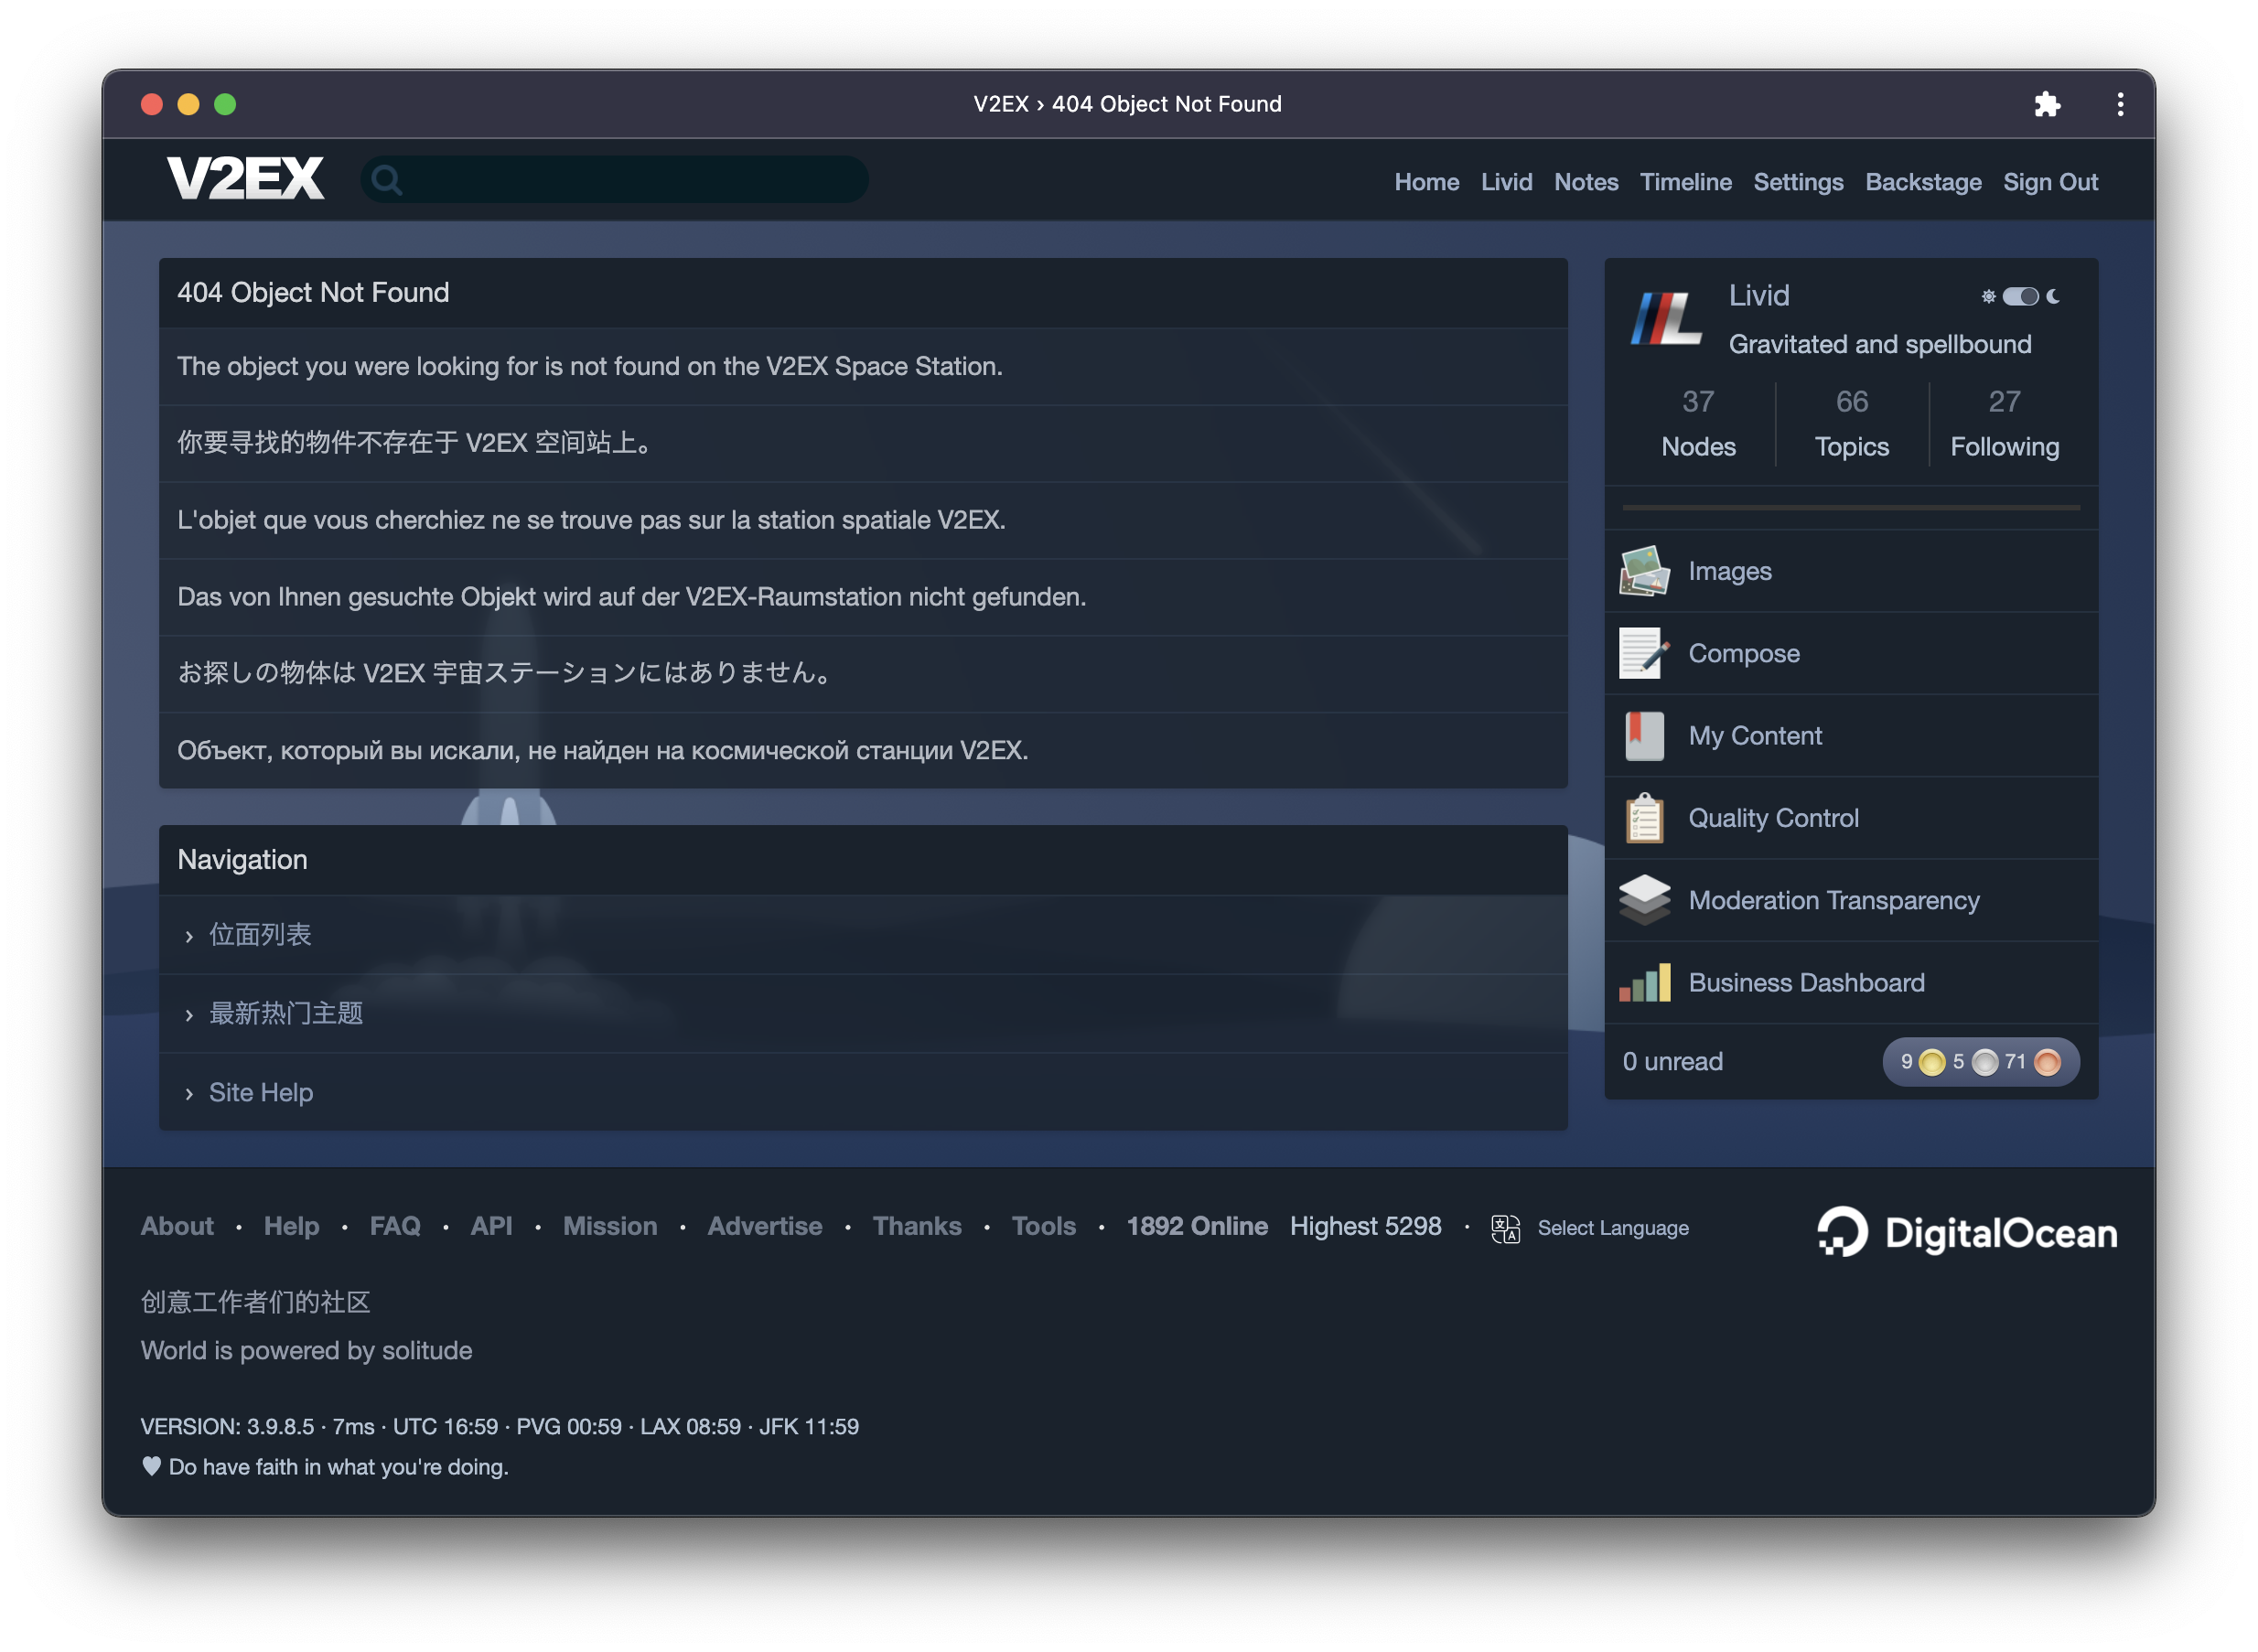 V2EX › 404 Object Not Found
V2EX
Home Livid Notes Timeline Settings Backstage Sign Out
404 Object Not Found
The object you were looking for is not found on the V2EX Space Station.
你要寻找的物件不存在于 V2EX 空间站上。
L'objet que vous cherchiez ne se trouve pas sur la station spatiale V2EX.
Das von Ihnen gesuchte Objekt wird auf der V2EX-Raumstation nicht gefunden.
お探しの物体は V2EX 宇宙ステーションにはありません。
Объект, который вы искали, не найден на космической станции V2EX.
Navigation
› 位面列表
› 最新热门主题
› Site Help
Livid
Gravitated and spellbound
37 66 27
Nodes Topics Following
Images
Compose
My Content
Quality Control
Moderation Transparency
Business Dashboard
0 unread 9 5 71
About · Help · FAQ · API · Mission · Advertise · Thanks · Tools · 1892 Online Highest 5298 · Select Language
DigitalOcean
创意工作者们的社区
World is powered by solitude
VERSION: 3.9.8.5 · 7ms · UTC 16:59 · PVG 00:59 · LAX 08:59 · JFK 11:59
♥ Do have faith in what you're doing.